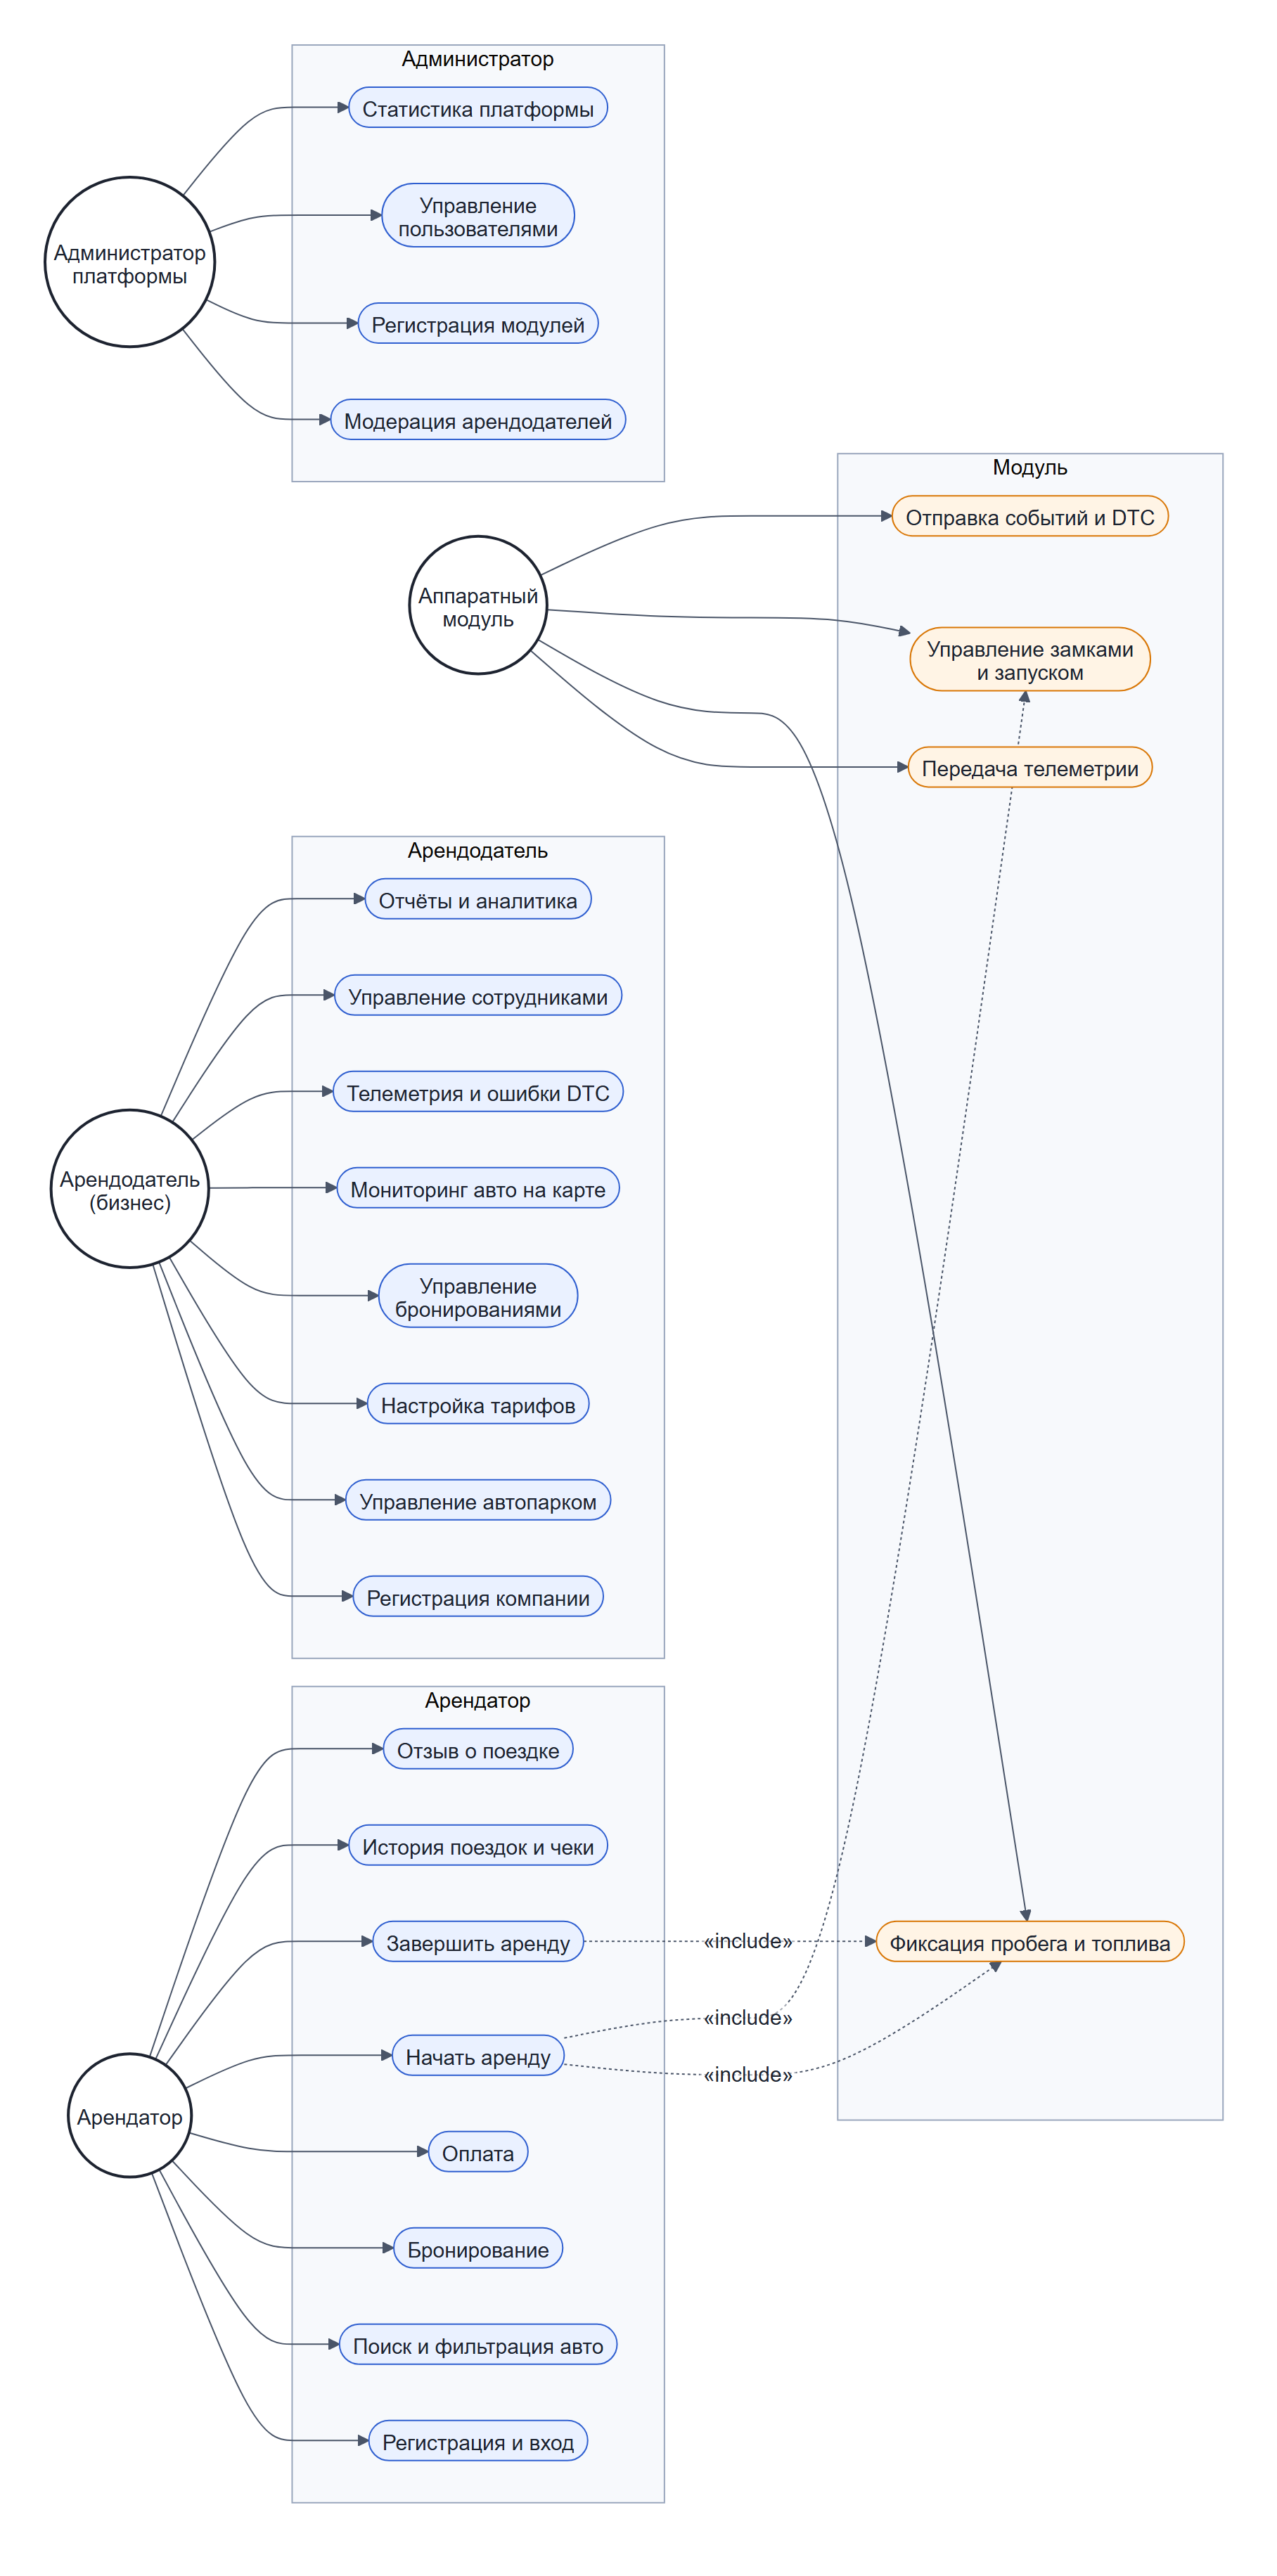 Администратор
Статистика платформы
Управление
пользователями
Администратор
платформы
Регистрация модулей
Модерация арендодателей
Модуль
Отправка событий и DTC
Аппаратный
модуль
Управление замками
и запуском
Передача телеметрии
Арендодатель
Отчёты и аналитика
Управление сотрудниками
Телеметрия и ошибки DTC
Арендодатель
(бизнес)
Мониторинг авто на карте
Управление
бронированиями
Настройка тарифов
Управление автопарком
Регистрация компании
Арендатор
Отзыв о поездке
История поездок и чеки
Завершить аренду
«include»
Фиксация пробега и топлива
«include»
Начать аренду
«include»
Арендатор
Оплата
Бронирование
Поиск и фильтрация авто
Регистрация и вход